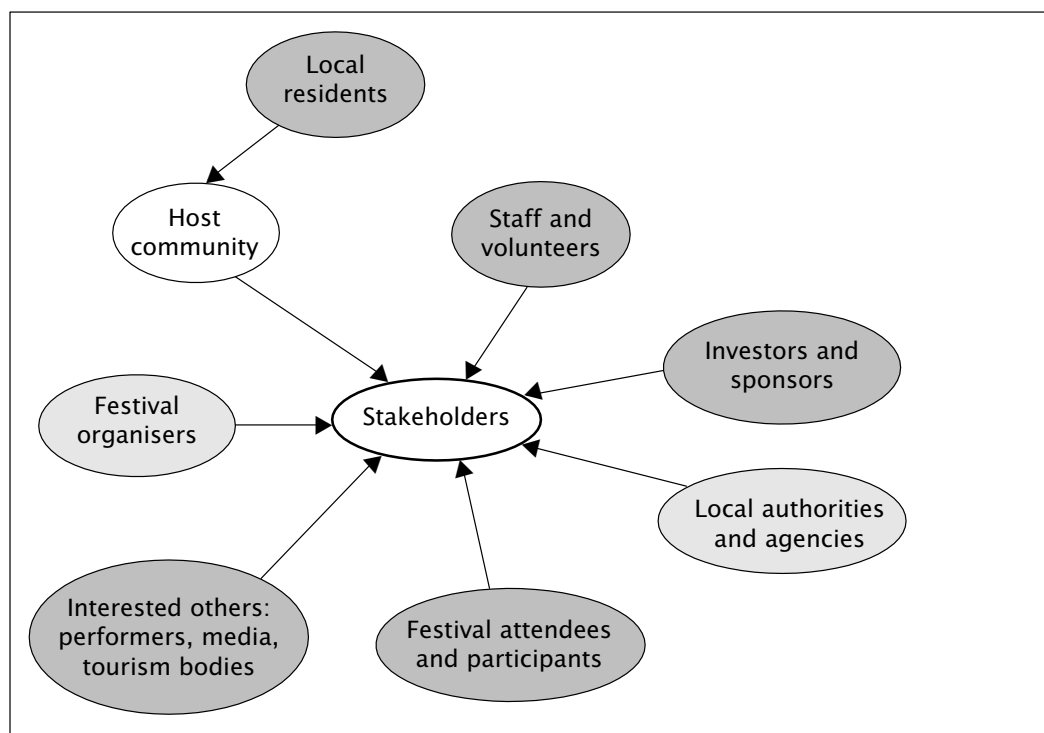 Local
residents
Host
community
Staff and
volunteers
Investors and
sponsors
Festival
organisers
Stakeholders
Local authorities
and agencies
Interested others:
performers, media,
tourism bodies
Festival attendees
and participants